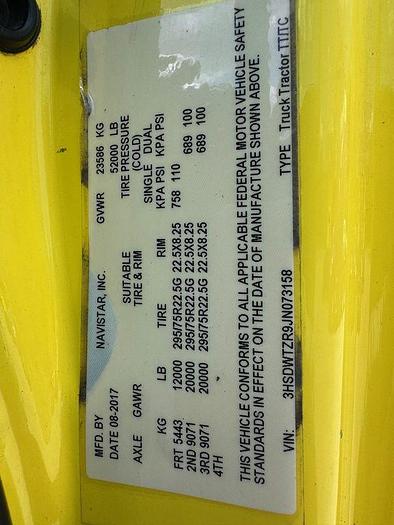 MFD. BY NAVISTAR, INC. GVWR 23586 KG
DATE 08-2017 52000 LB
SUITABLE TIRE PRESSURE
AXLE GAWR TIRE & RIM (COLD)
SINGLE DUAL
KG LB TIRE RIM KPA PSI KPA PSI
FRT 5443 12000 295/75R22.5G 22.5X8.25 758 110
2ND 9071 20000 295/75R22.5G 22.5X8.25 689 100
3RD 9071 20000 295/75R22.5G 22.5X8.25 689 100
4TH
THIS VEHICLE CONFORMS TO ALL APPLICABLE FEDERAL MOTOR VEHICLE SAFETY
STANDARDS IN EFFECT ON THE DATE OF MANUFACTURE SHOWN ABOVE.
VIN: 3HSDWTZR9JN073158 TYPE Truck Tractor TT/TC